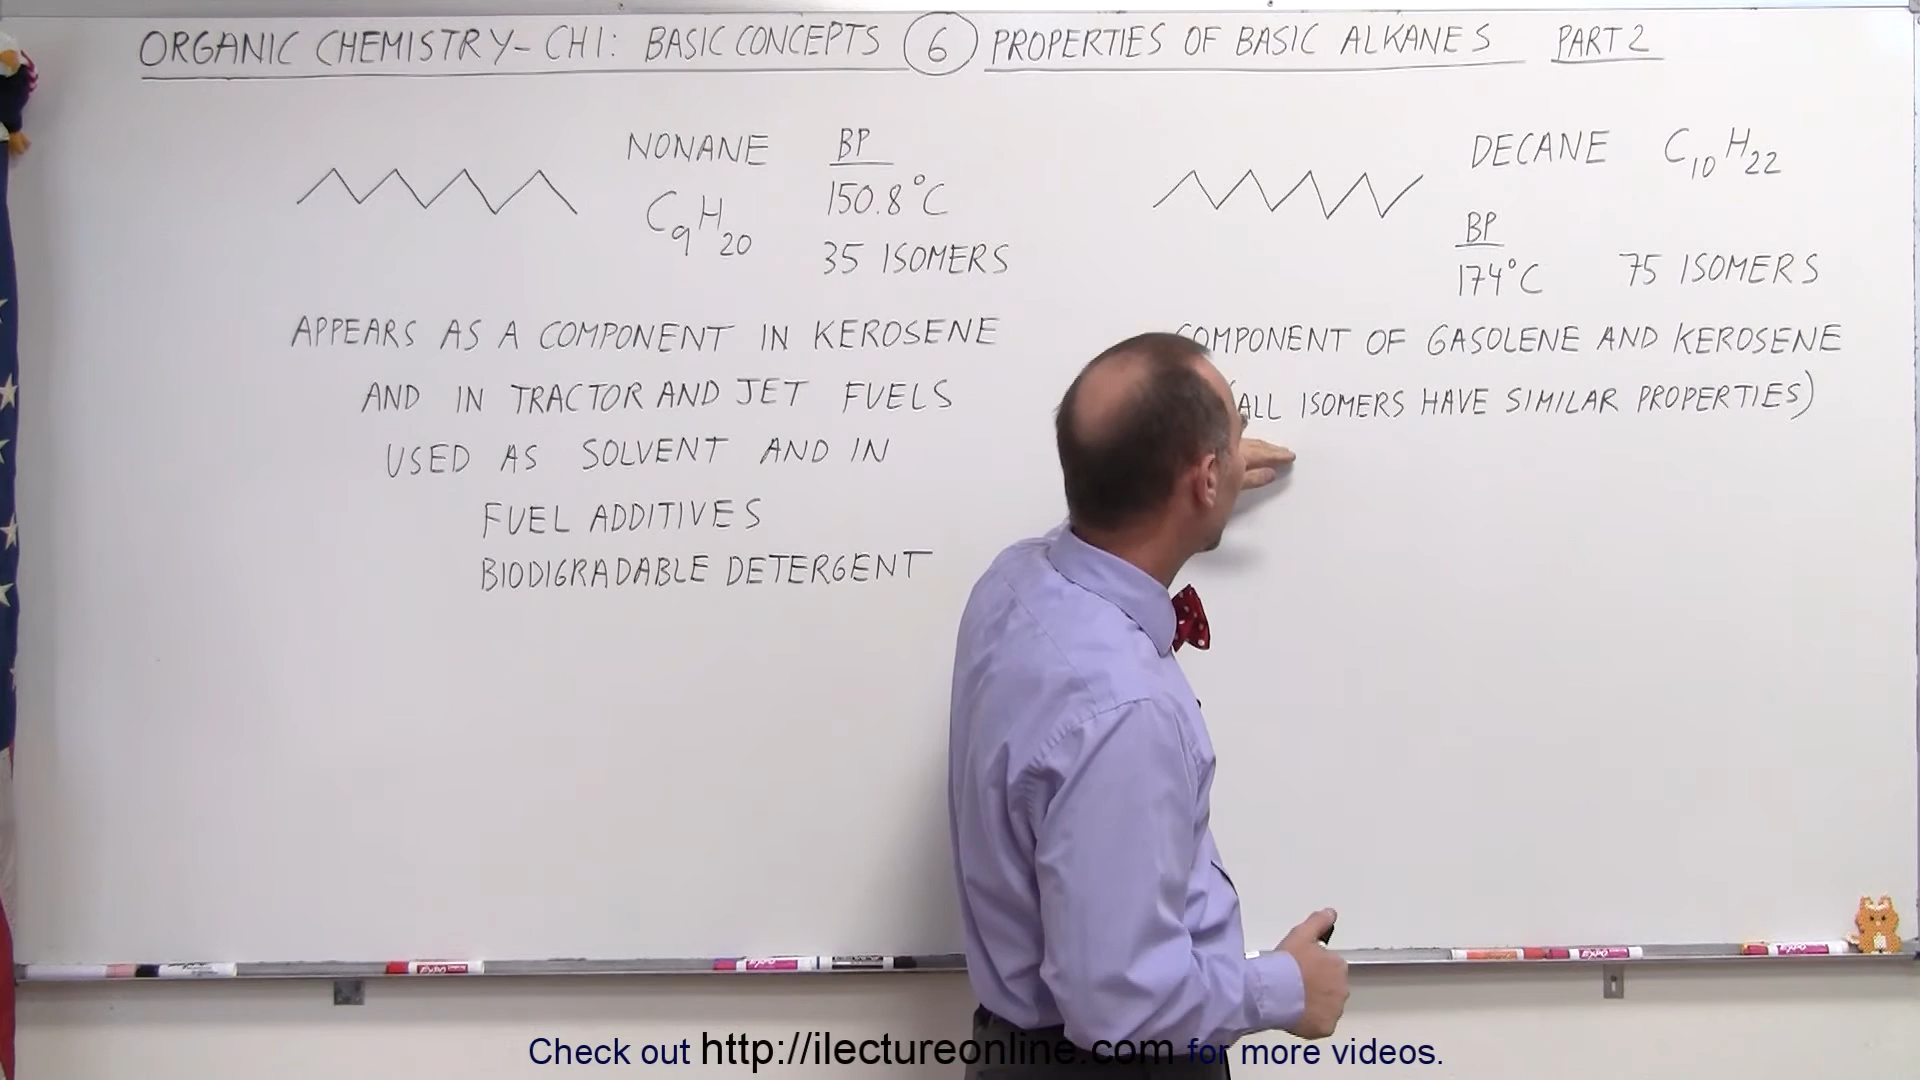 ORGANIC CHEMISTRY - CH 1: BASIC CONCEPTS 6 PROPERTIES OF BASIC ALKANES PART 2
NONANE
C9H20
BP
150.8°C
35 ISOMERS
APPEARS AS A COMPONENT IN KEROSENE
AND IN TRACTOR AND JET FUELS
USED AS SOLVENT AND IN
FUEL ADDITIVES
BIODIGRADABLE DETERGENT
DECANE C10H22
BP
174°C 75 ISOMERS
COMPONENT OF GASOLENE AND KEROSENE
(ALL ISOMERS HAVE SIMILAR PROPERTIES)
Check out http://ilectureonline.com for more videos.